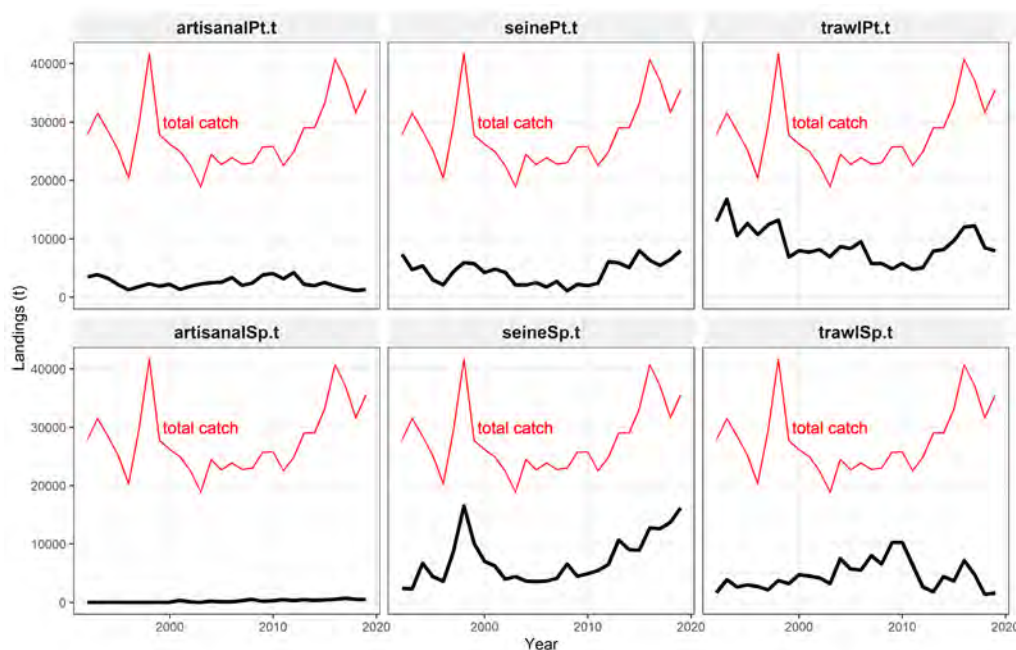 artisanalPt.t seinePt.t trawlPt.t
40000
30000
20000
10000
0
total catch total catch total catch
Landings (t)
artisanalSp.t seineSp.t trawlSp.t
40000
30000
20000
10000
0
total catch total catch total catch
2000 2010 2020 2000 2010 2020 2000 2010 2020
Year